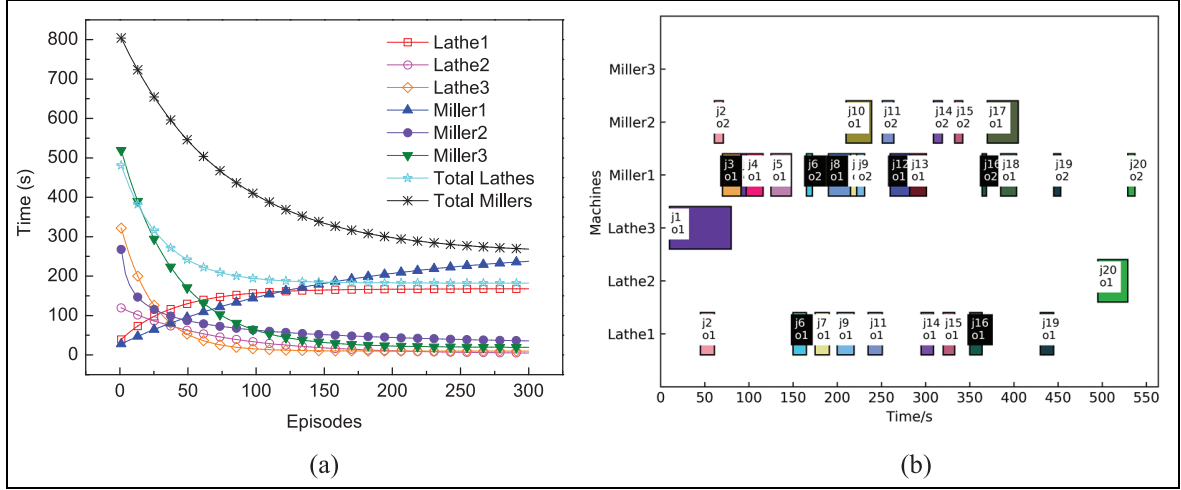 800
700
600
500
400
300
200
100
0
Time (s)
0 50 100 150 200 250 300
Episodes
Lathe1
Lathe2
Lathe3
Miller1
Miller2
Miller3
Total Lathes
Total Millers
(a)
Machines
Miller3
Miller2
j2 j10 j11 j14 j15 j17
o2 o1 o2 o2 o2 o1
Miller1
j3 j4 j5 j6 j8 j9 j12 j13 j16 j18 j19 j20
o1 o1 o1 o2 o1 o2 o1 o1 o2 o1 o2 o2
Lathe3
j1
o1
Lathe2
j20
o1
Lathe1
j2 j6 j7 j9 j11 j14 j15 j16 j19
o1 o1 o1 o1 o1 o1 o1 o1 o1
0 50 100 150 200 250 300 350 400 450 500 550
Time/s
(b)